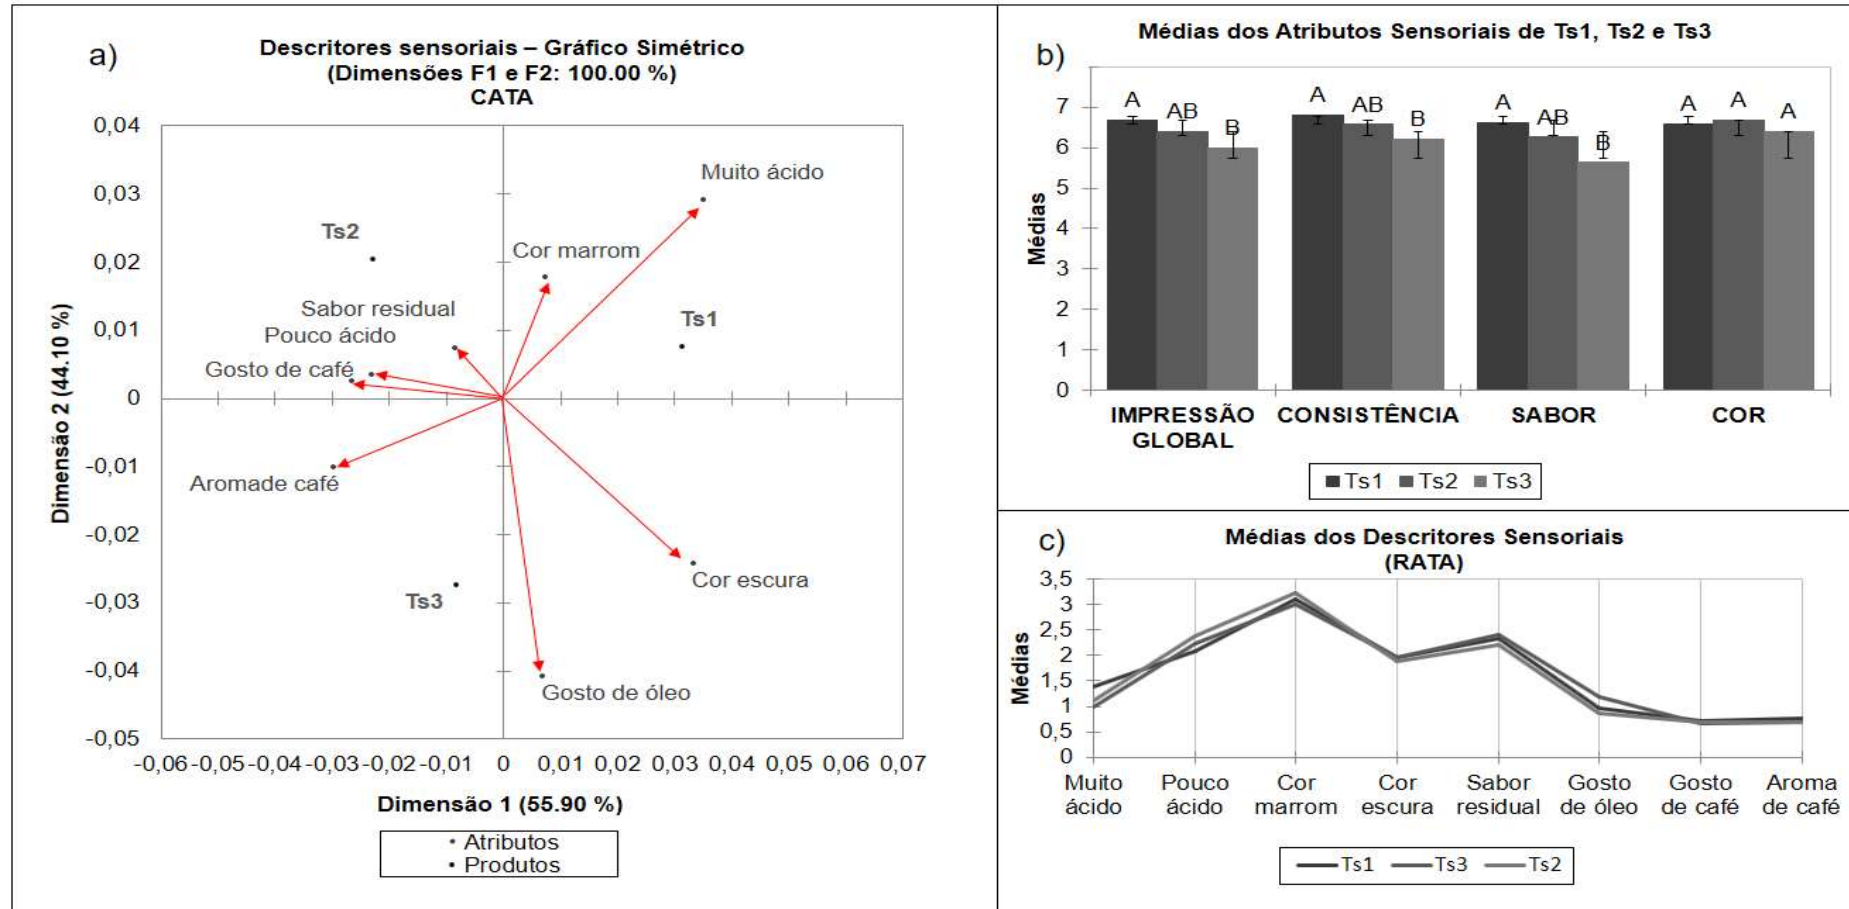 a)
Descritores sensoriais – Gráfico Simétrico
(Dimensões F1 e F2: 100.00 %)
CATA
0,04
0,03
0,02
0,01
0
-0,01
-0,02
-0,03
-0,04
-0,05
Dimensão 2 (44.10 %)
Muito ácido
Ts2
Cor marrom
Sabor residual
Ts1
Pouco ácido
Gosto de café
Aromade café
Cor escura
Ts3
Gosto de óleo
-0,06 -0,05 -0,04 -0,03 -0,02 -0,01 0 0,01 0,02 0,03 0,04 0,05 0,06 0,07
Dimensão 1 (55.90 %)
Atributos
Produtos
b)
Médias dos Atributos Sensoriais de Ts1, Ts2 e Ts3
7
6
5
4
3
2
1
0
Médias
A AB B A AB B A AB B A A A
IMPRESSÃO GLOBAL
CONSISTÊNCIA
SABOR
COR
Ts1 Ts2 Ts3
c)
Médias dos Descritores Sensoriais
(RATA)
3,5
3
2,5
2
1,5
1
0,5
0
Médias
Muito ácido
Pouco ácido
Cor marrom
Cor escura
Sabor residual
Gosto de óleo
Gosto de café
Aroma de café
Ts1 Ts3 Ts2